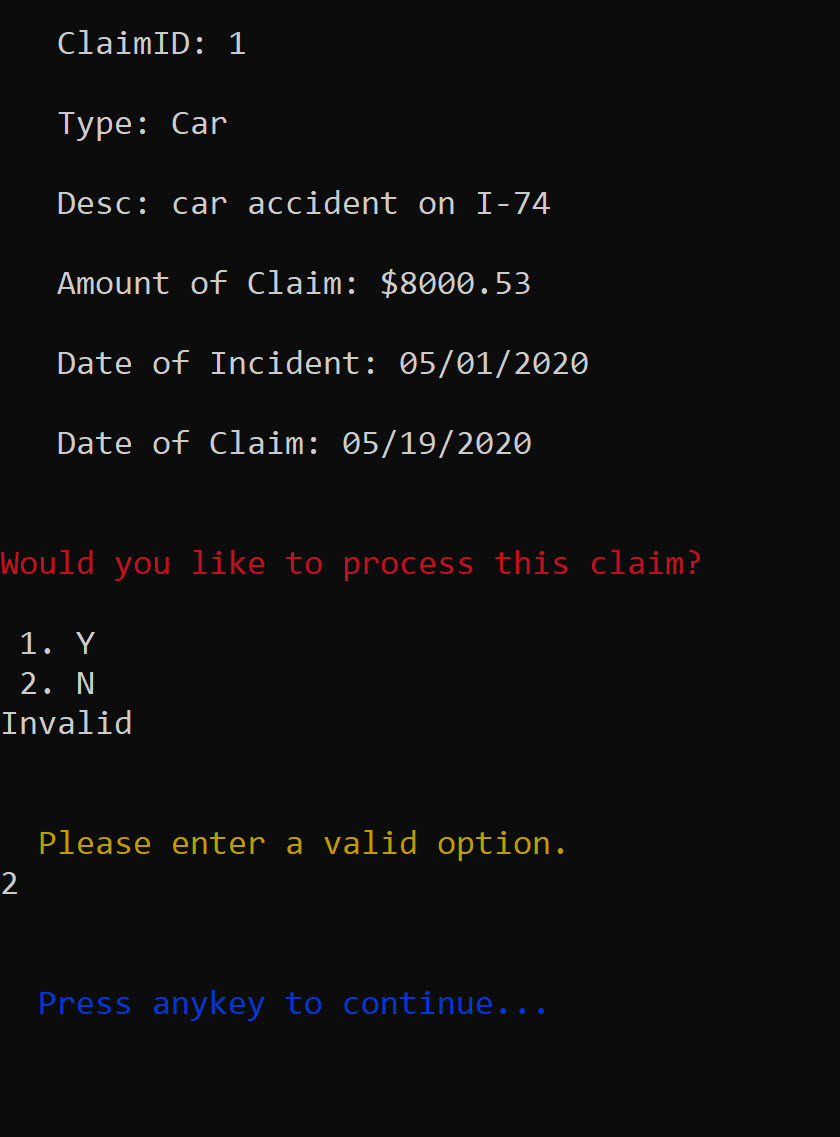 ClaimID: 1
Type: Car
Desc: car accident on I-74
Amount of Claim: $8000.53
Date of Incident: 05/01/2020
Date of Claim: 05/19/2020
Would you like to process this claim?
1. Y
2. N
Invalid
Please enter a valid option.
2
Press anykey to continue...